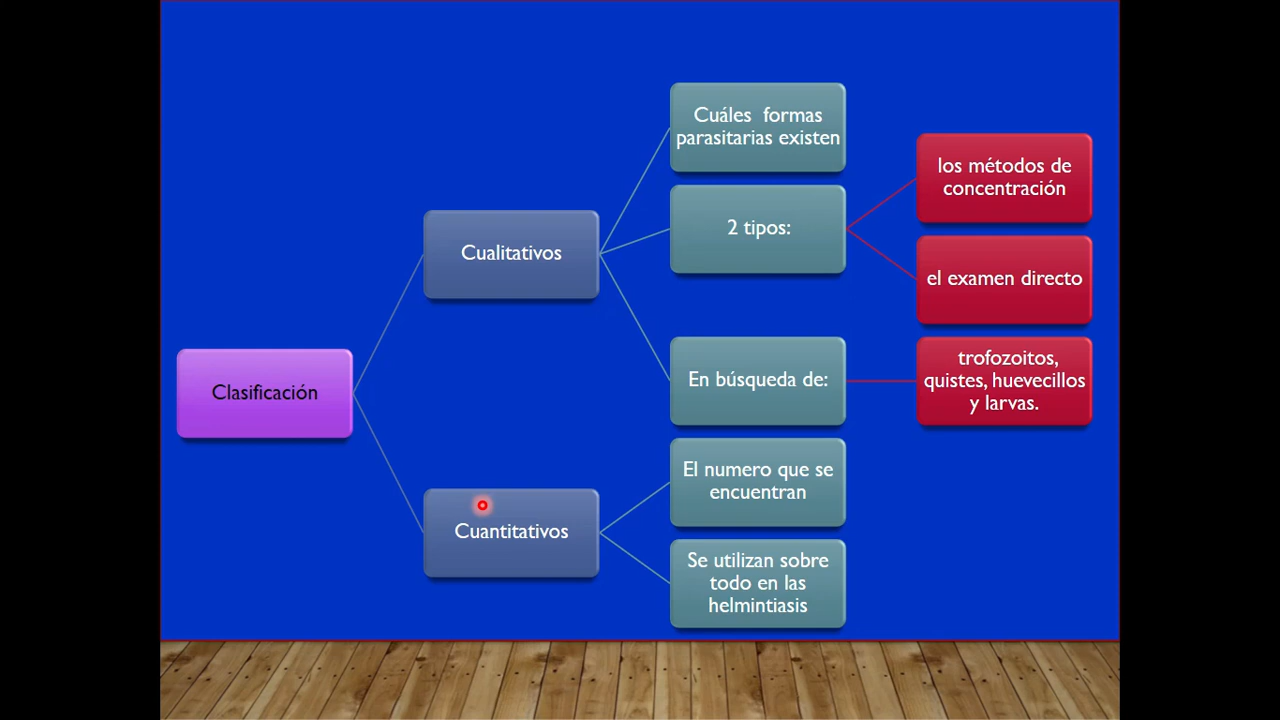 Clasificación
Cualitativos
Cuáles formas
parasitarias existen
2 tipos:
los métodos de
concentración
el examen directo
En búsqueda de:
trofozoitos,
quistes, huevecillos
y larvas.
Cuantitativos
El numero que se
encuentran
Se utilizan sobre
todo en las
helmintiasis